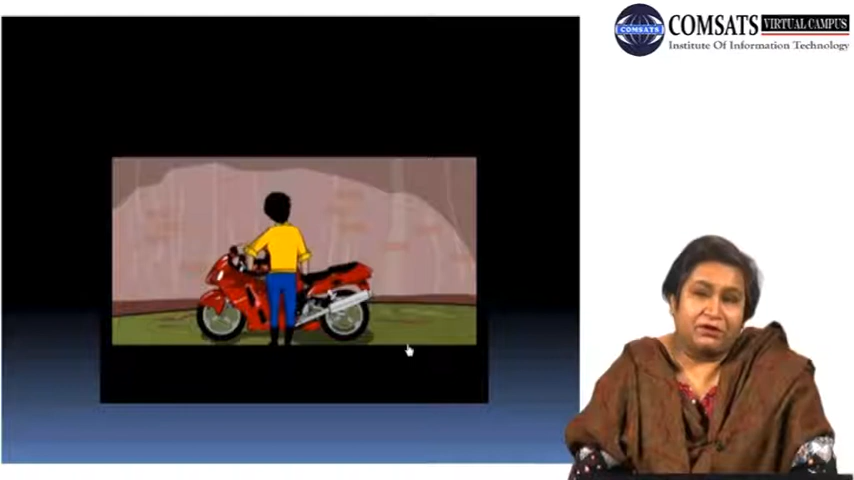 COMSATS VIRTUAL CAMPUS
COMSATS
Institute Of Information Technology